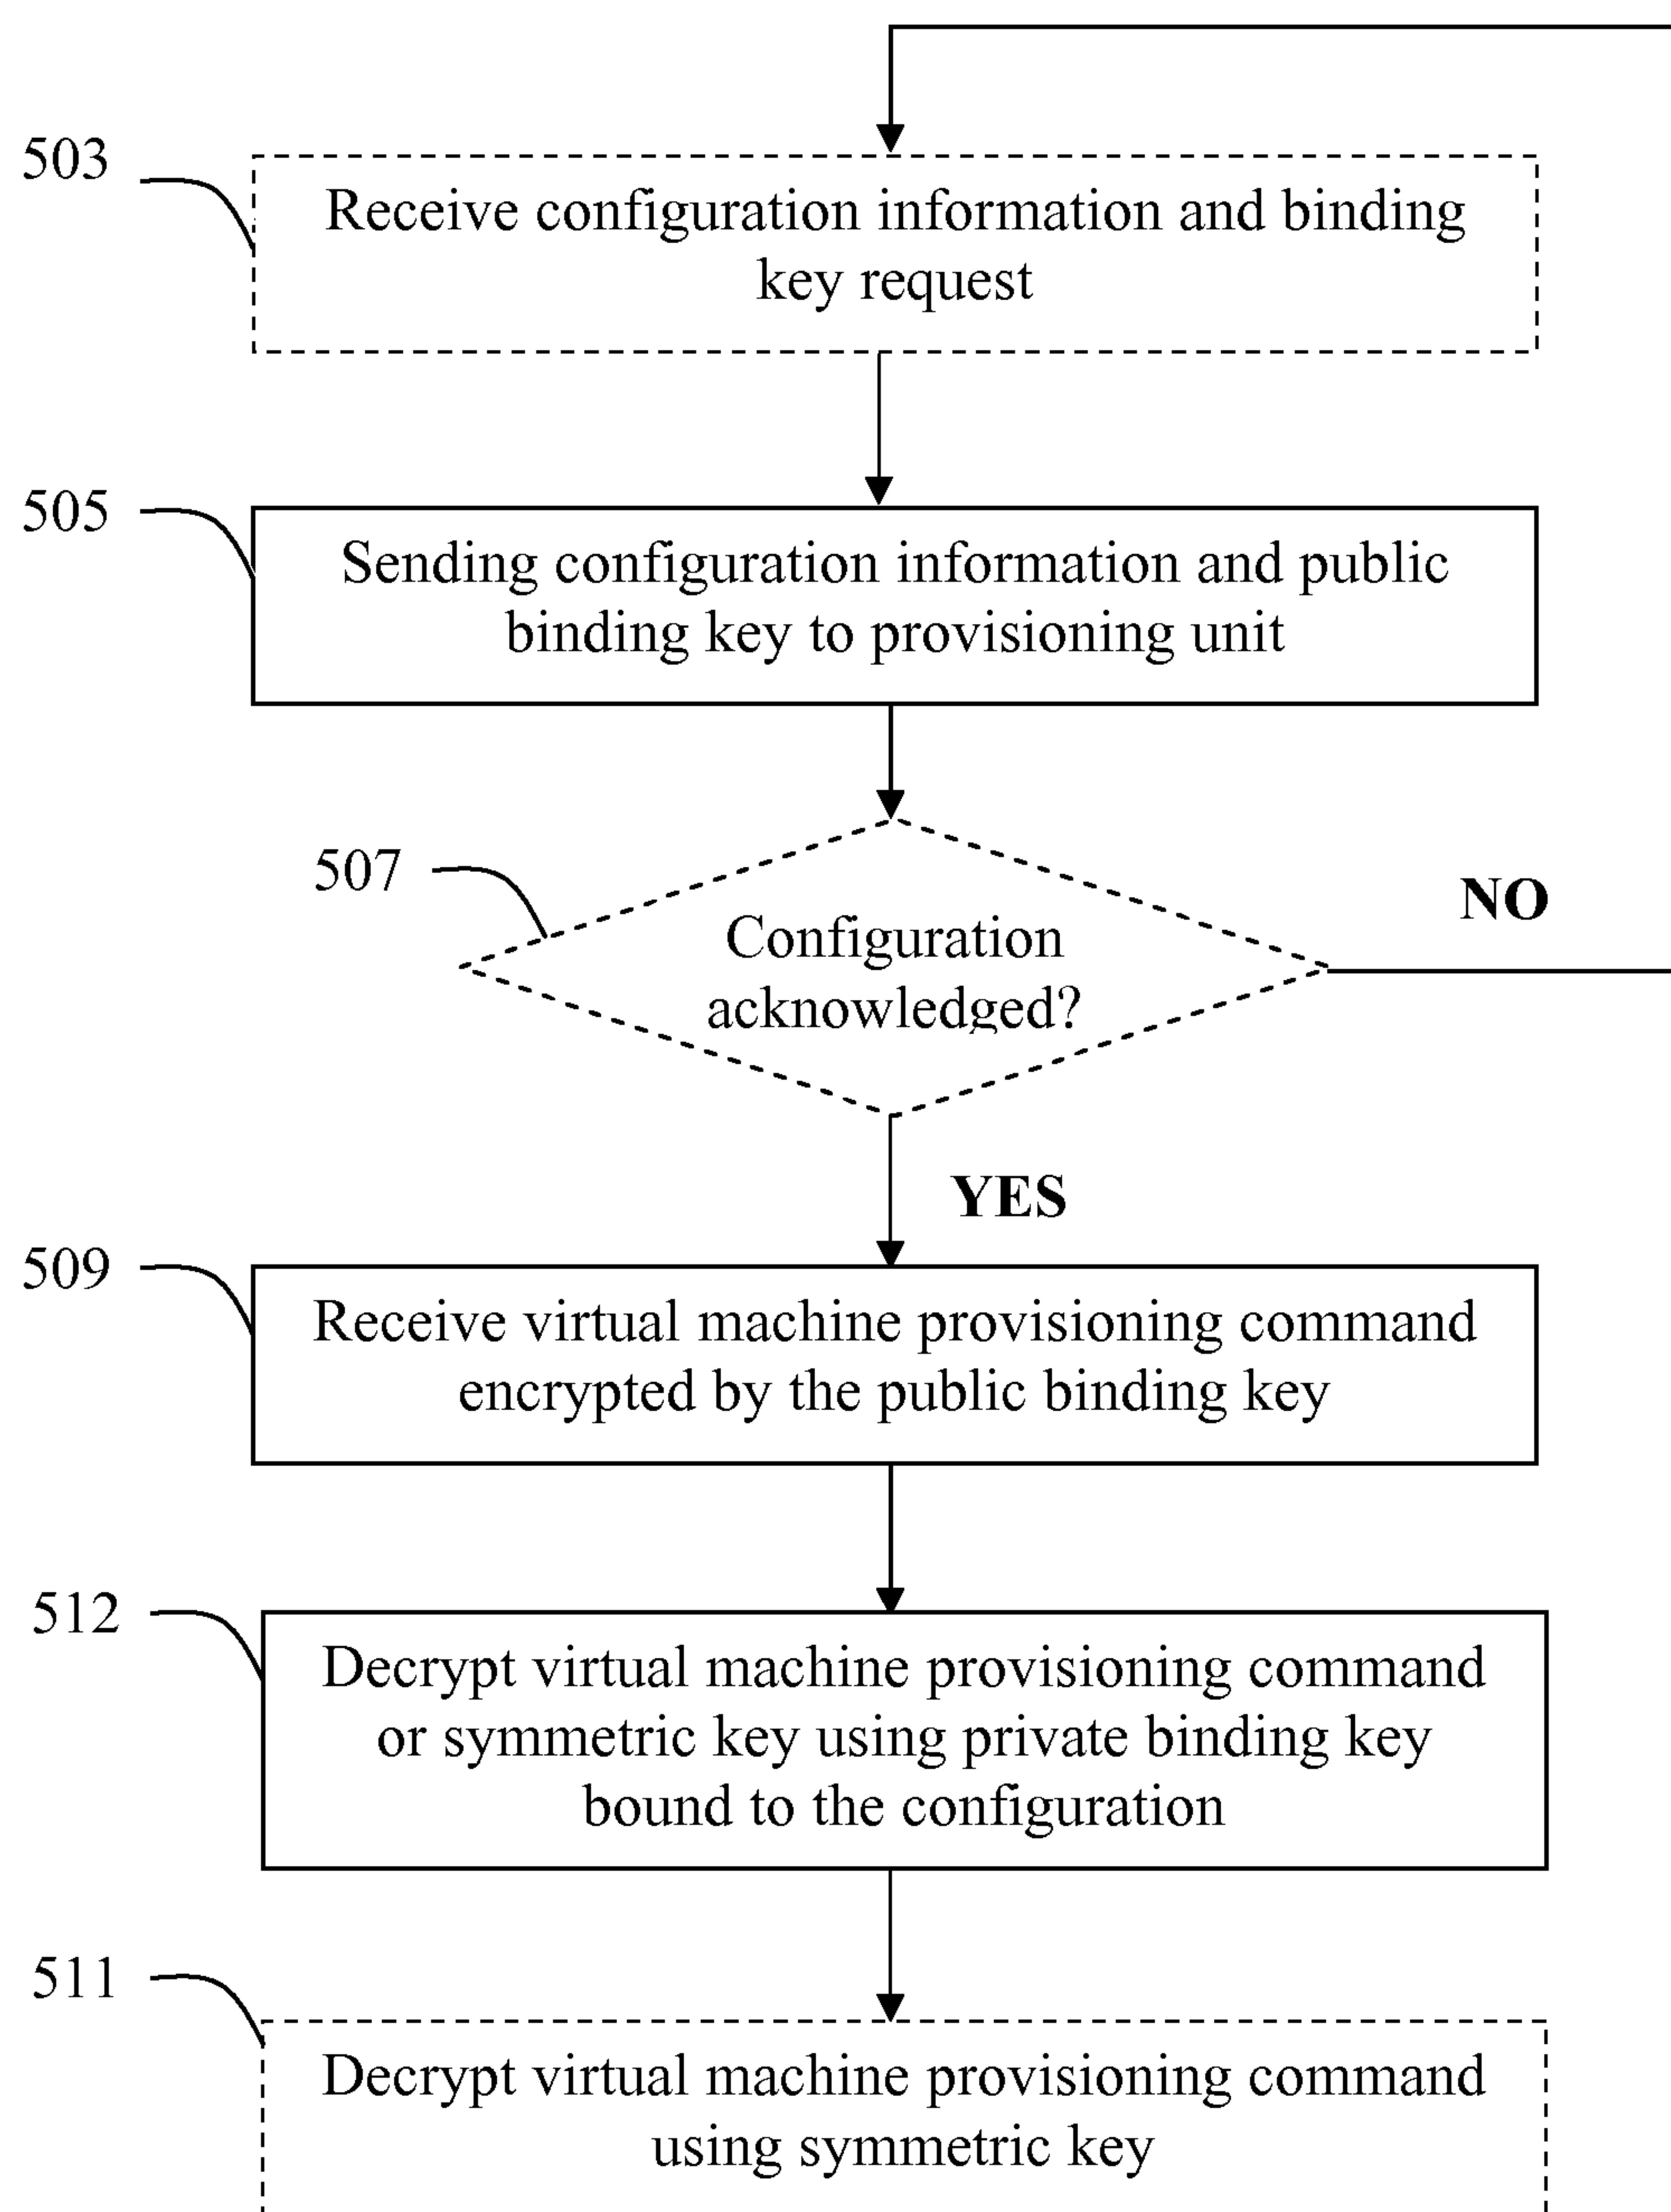 503
Receive configuration information and binding
key request
505
Sending configuration information and public
binding key to provisioning unit
507
Configuration
acknowledged?
NO
YES
509
Receive virtual machine provisioning command
encrypted by the public binding key
512
Decrypt virtual machine provisioning command
or symmetric key using private binding key
bound to the configuration
511
Decrypt virtual machine provisioning command
using symmetric key